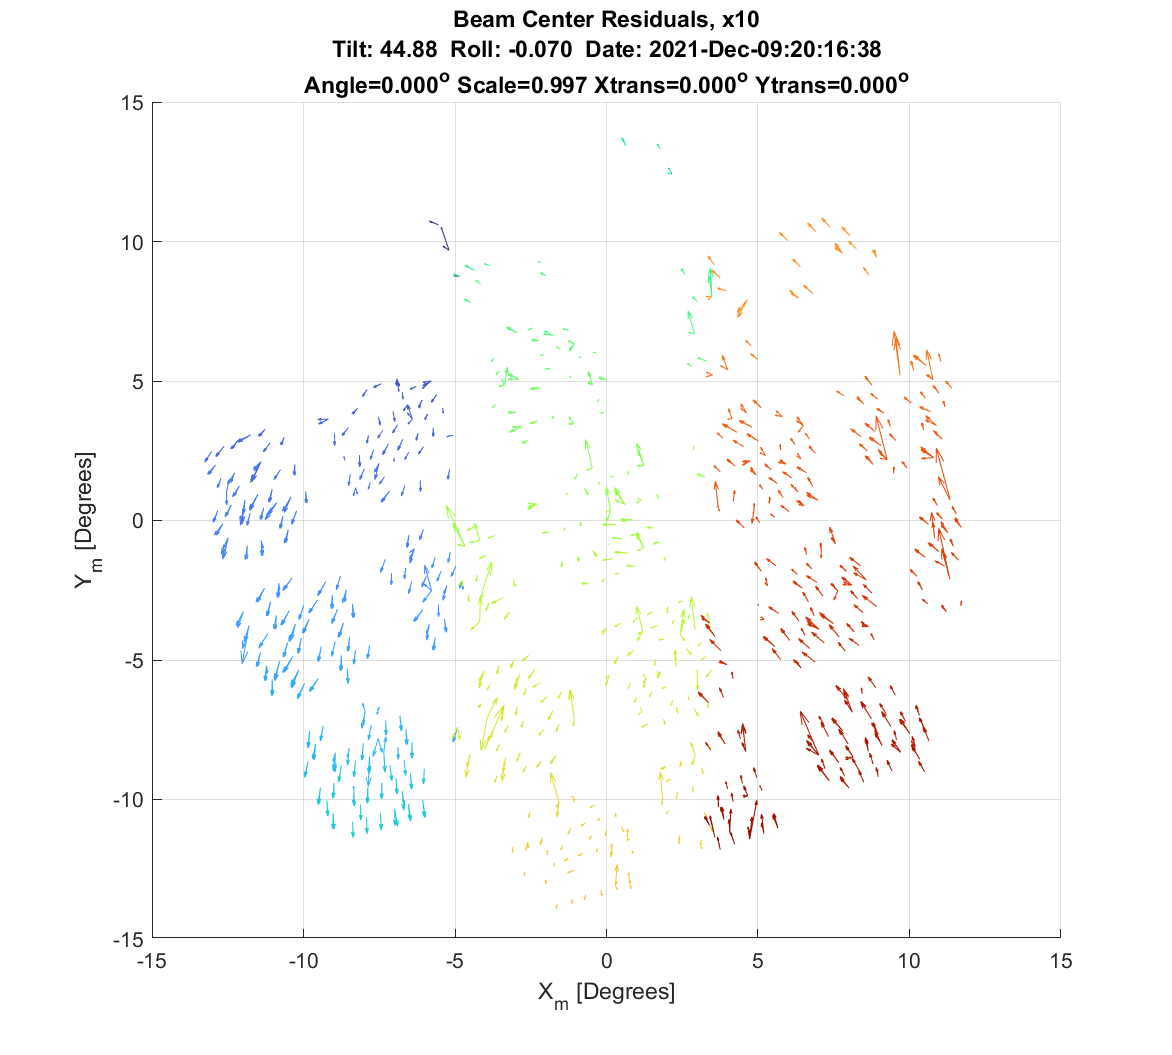 Beam Center Residuals, x10
Tilt: 44.88 Roll: -0.070 Date: 2021-Dec-09:20:16:38
Angle=0.000° Scale=0.997 Xtrans=0.000° Ytrans=0.000°
15
10
5
0
-5
-10
-15
Y_m [Degrees]
-15 -10 -5 0 5 10 15
X_m [Degrees]